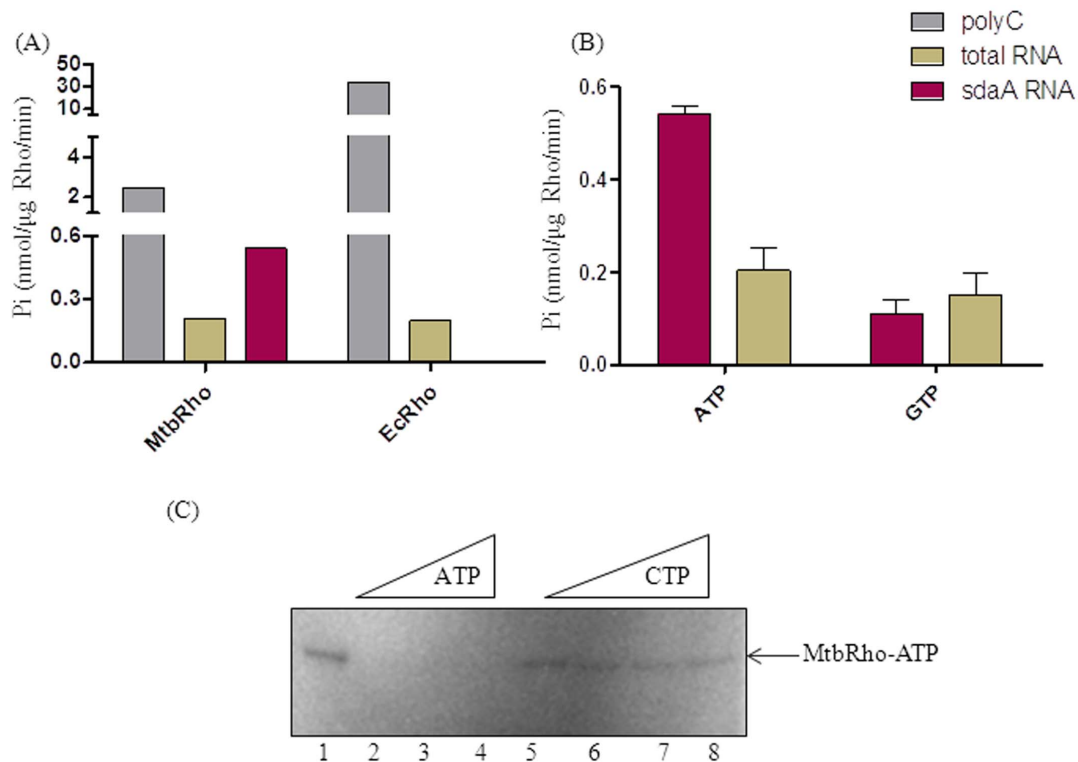 (A)
Pi (nmol/µg Rho/min)
50
30
10
4
2
0.6
0.3
0.0
MtbRho
EcRho
(B)
polyC
total RNA
sdaA RNA
Pi (nmol/µg Rho/min)
0.6
0.4
0.2
0.0
ATP
GTP
(C)
ATP
CTP
MtbRho-ATP
1 2 3 4 5 6 7 8